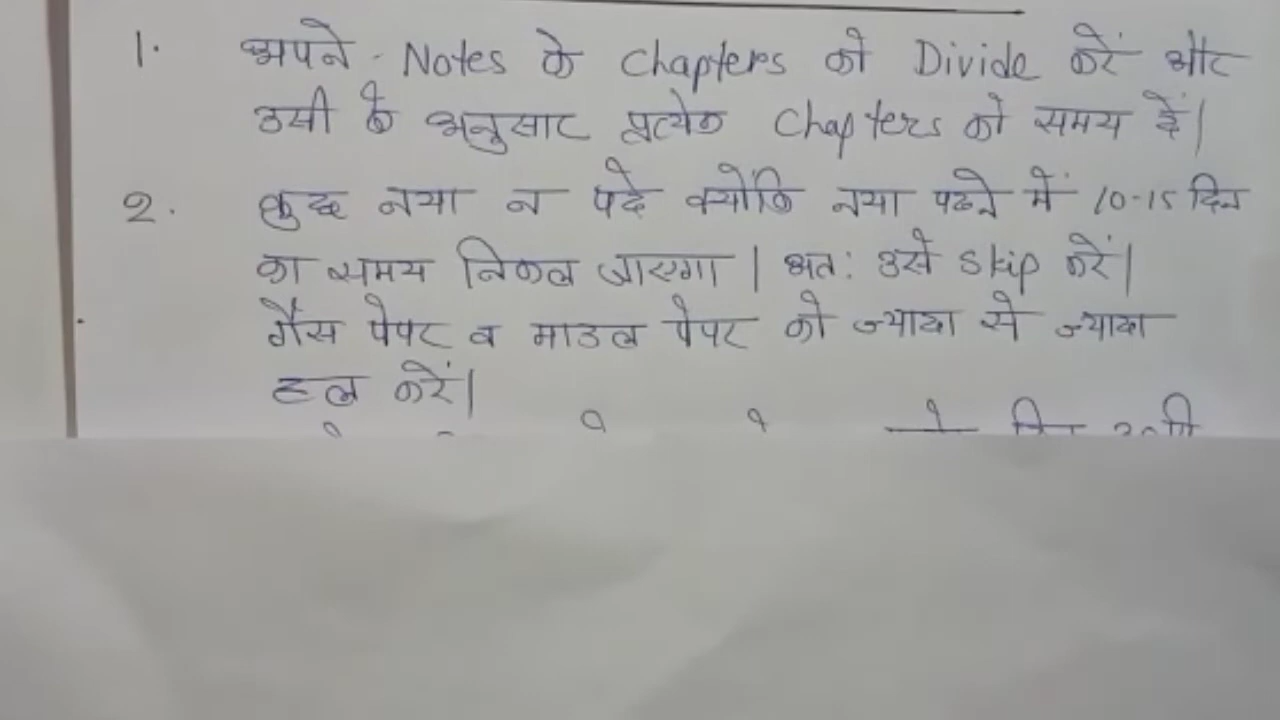 1. अपने - Notes के Chapters को Divide करें और
उसी के अनुसार प्रत्येक Chapters को समय दें।
2. कुछ नया न पढे क्योंकि नया पढने में 10-15 दिन
का समय निकल जाएगा। अत: उसे skip करें।
गैस पेपर व माडल पेपर को ज्यादा से ज्यादा
हल करें।